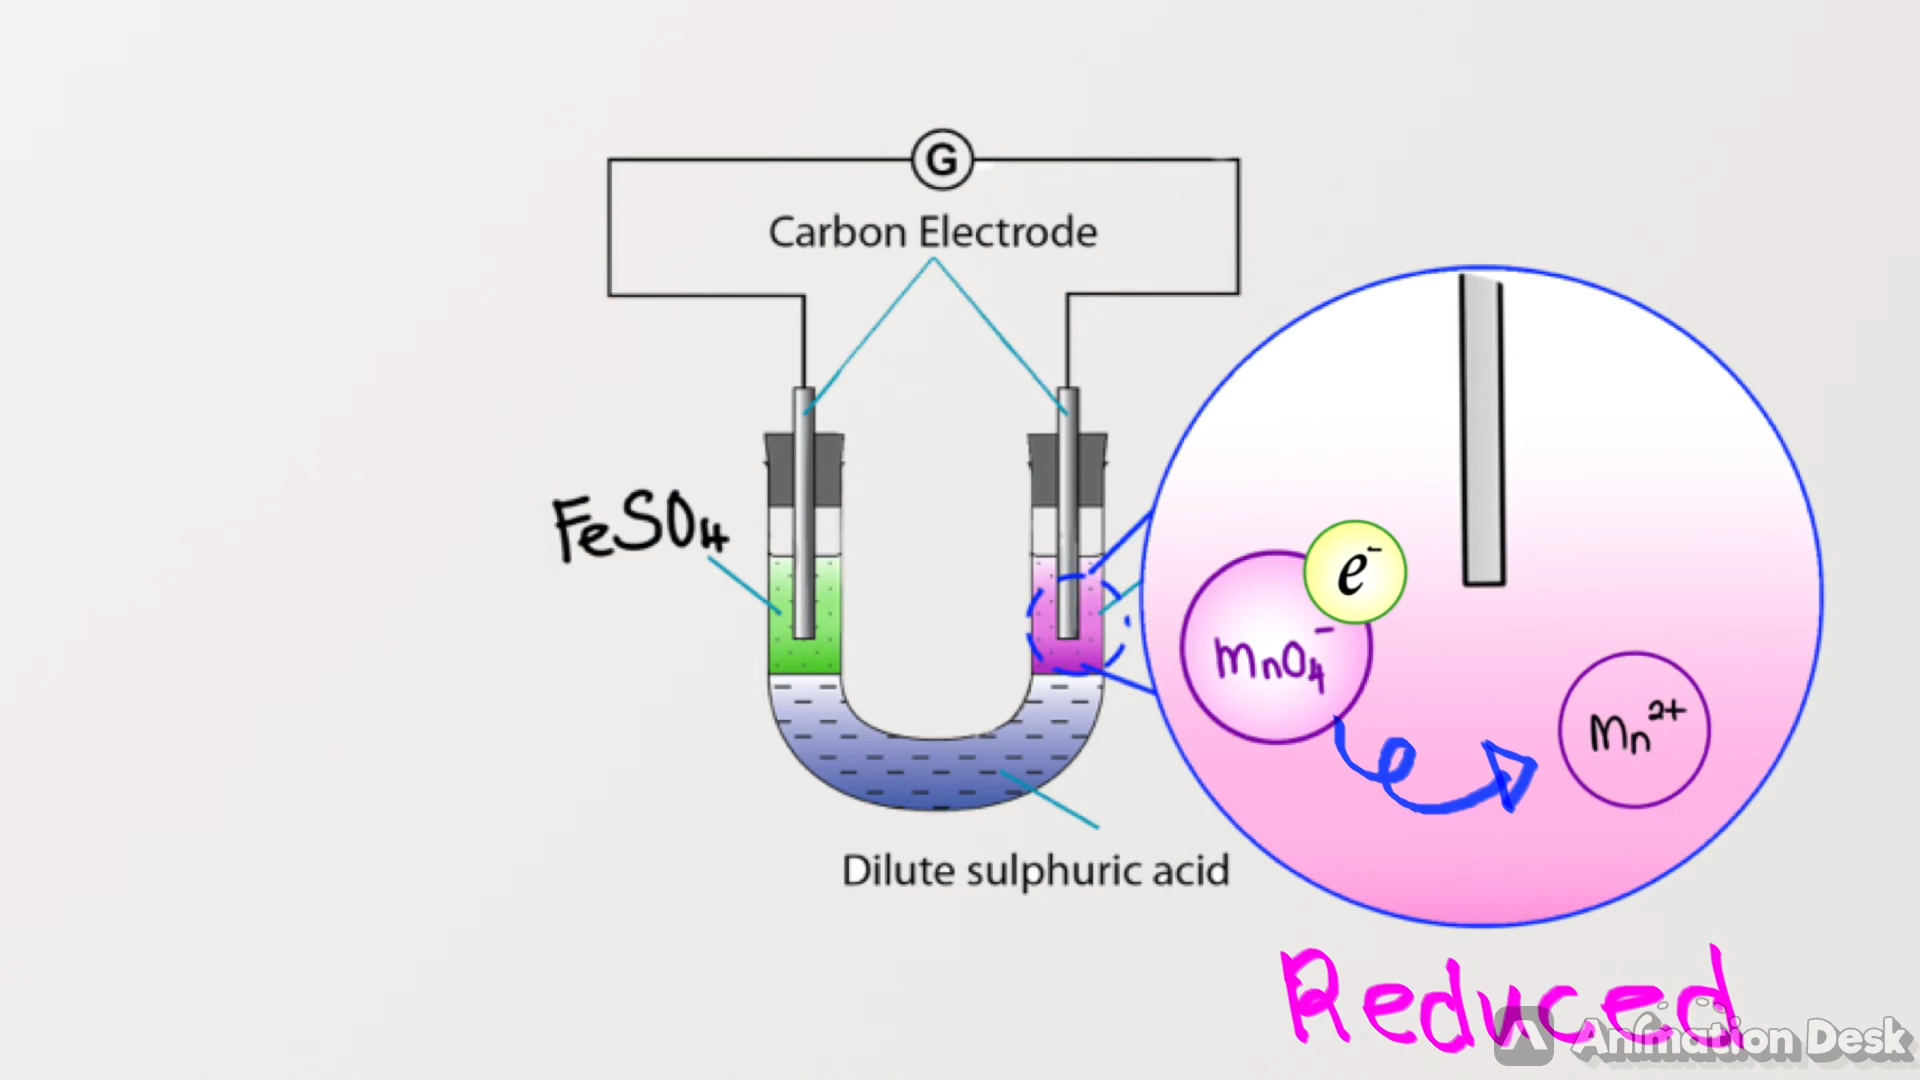 G
Carbon Electrode
FeSO₄
e⁻
MnO₄⁻
Mn²⁺
Dilute sulphuric acid
Reduced
Animation Desk